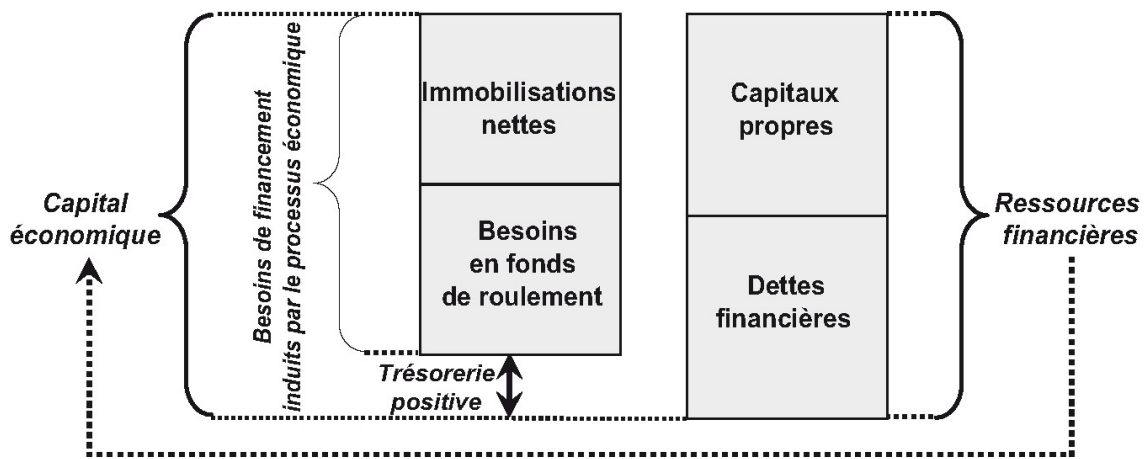 Capital
économique
Besoins de financement
induits par le processus économique
Immobilisations
nettes
Besoins
en fonds
de roulement
Trésorerie
positive
Capitaux
propres
Dettes
financières
Ressources
financières